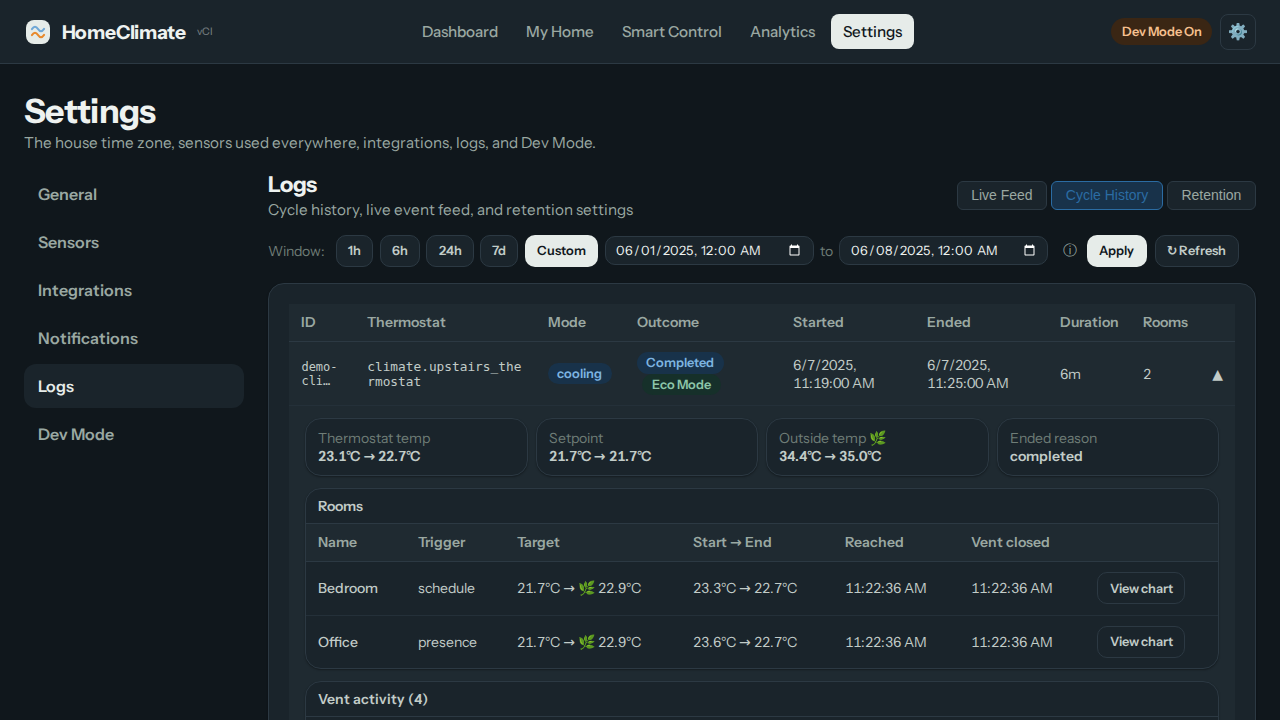 HomeClimate vCI Dashboard My Home Smart Control Analytics Settings Dev Mode On
Settings
The house time zone, sensors used everywhere, integrations, logs, and Dev Mode.
General
Sensors
Integrations
Notifications
Logs
Dev Mode
Logs
Cycle history, live event feed, and retention settings
Live Feed Cycle History Retention
Window: 1h 6h 24h 7d Custom 06/01/2025, 12:00 AM to 06/08/2025, 12:00 AM ⓘ Apply ↻ Refresh
ID Thermostat Mode Outcome Started Ended Duration Rooms
demo-cli… climate.upstairs_thermostat cooling Completed Eco Mode 6/7/2025, 11:19:00 AM 6/7/2025, 11:25:00 AM 6m 2 ▲
Thermostat temp
23.1°C → 22.7°C
Setpoint
21.7°C → 21.7°C
Outside temp 🌿
34.4°C → 35.0°C
Ended reason
completed
Rooms
Name Trigger Target Start → End Reached Vent closed
Bedroom schedule 21.7°C → 🌿 22.9°C 23.3°C → 22.7°C 11:22:36 AM 11:22:36 AM View chart
Office presence 21.7°C → 🌿 22.9°C 23.6°C → 22.7°C 11:22:36 AM 11:22:36 AM View chart
Vent activity (4)